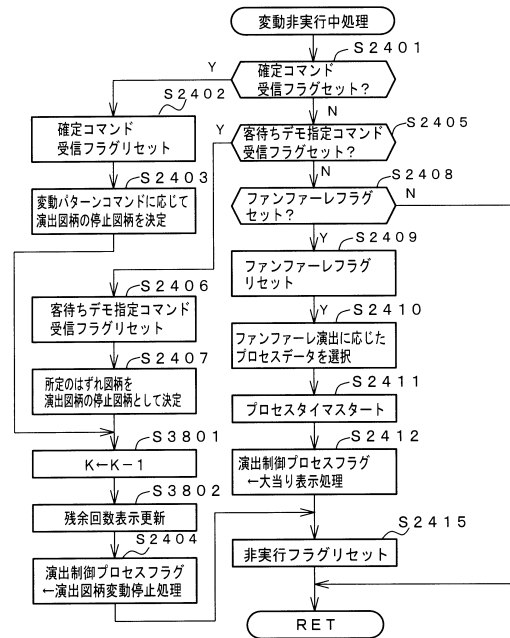 変動非実行中処理
S2401
確定コマンド
受信フラグセット?
Y
N
S2402
確定コマンド
受信フラグリセット
S2403
変動パターンコマンドに応じて
演出図柄の停止図柄を決定
S2405
客待ちデモ指定コマンド
受信フラグセット?
Y
N
S2406
客待ちデモ指定コマンド
受信フラグリセット
S2407
所定のはずれ図柄を
演出図柄の停止図柄として決定
S3801
K←K-1
S3802
残余回数表示更新
S2404
演出制御プロセスフラグ
←演出図柄変動停止処理
S2408
ファンファーレフラグ
セット?
N
Y
S2409
ファンファーレフラグ
リセット
Y
S2410
ファンファーレ演出に応じた
プロセスデータを選択
S2411
プロセスタイマスタート
S2412
演出制御プロセスフラグ
←大当り表示処理
S2415
非実行フラグリセット
RET